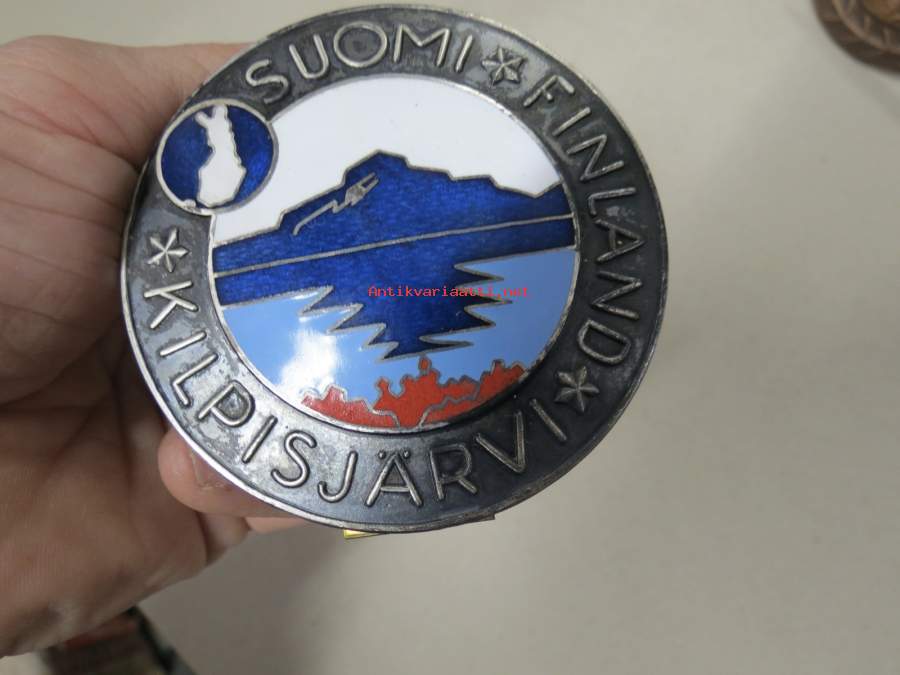 SUOMI
FINLAND
KILPISJÄRVI
Antikvariaatti.net